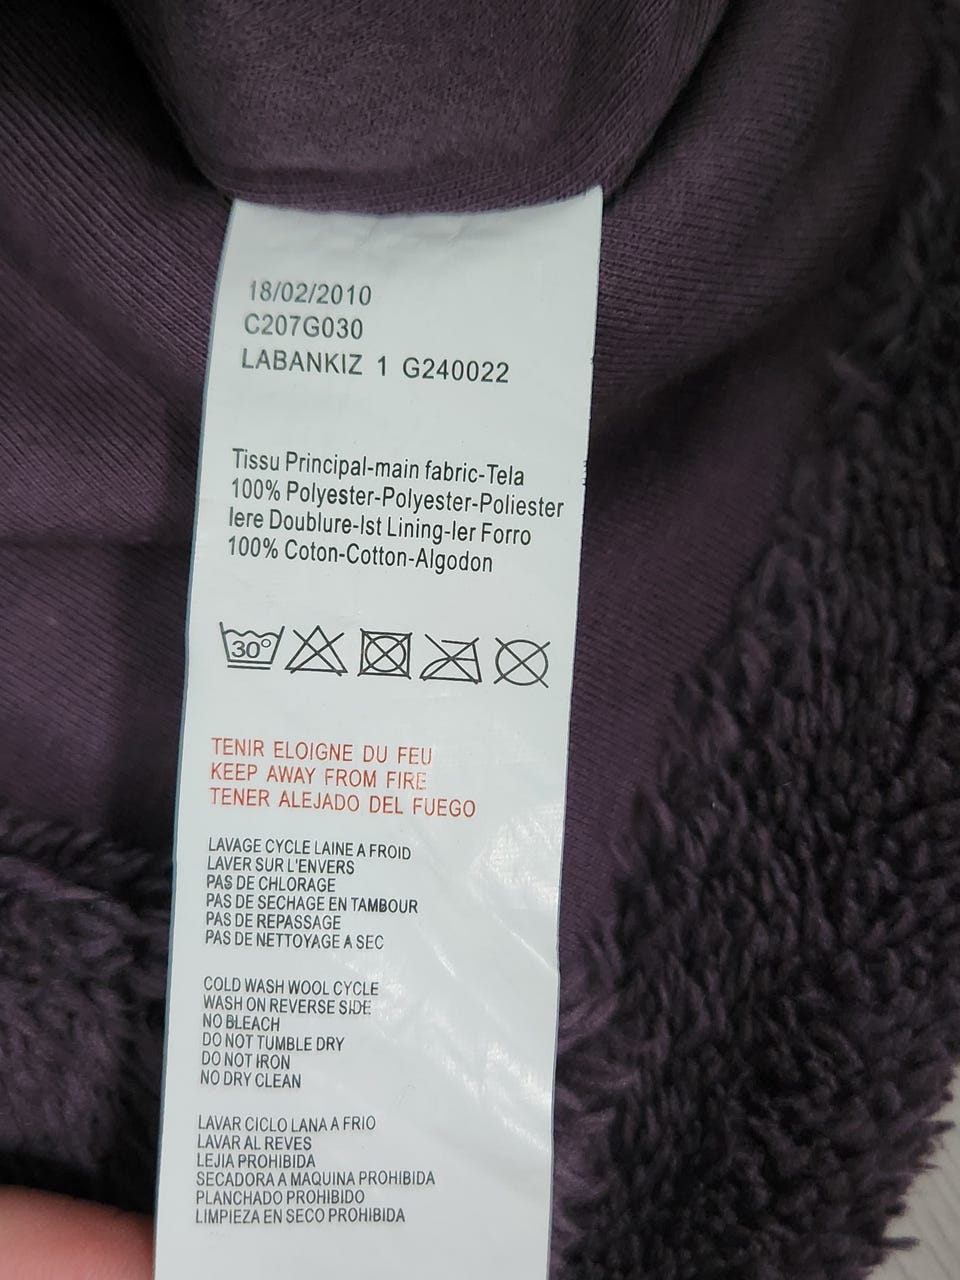 18/02/2010
C207G030
LABANKIZ 1 G240022
Tissu Principal-main fabric-Tela
100% Polyester-Polyester-Poliester
Iere Doublure-Ist Lining-Ier Forro
100% Coton-Cotton-Algodon
30°
TENIR ELOIGNE DU FEU
KEEP AWAY FROM FIRE
TENER ALEJADO DEL FUEGO
LAVAGE CYCLE LAINE A FROID
LAVER SUR L'ENVERS
PAS DE CHLORAGE
PAS DE SECHAGE EN TAMBOUR
PAS DE REPASSAGE
PAS DE NETTOYAGE A SEC
COLD WASH WOOL CYCLE
WASH ON REVERSE SIDE
NO BLEACH
DO NOT TUMBLE DRY
DO NOT IRON
NO DRY CLEAN
LAVAR CICLO LANA A FRIO
LAVAR AL REVES
LEJIA PROHIBIDA
SECADORA A MAQUINA PROHIBIDA
PLANCHADO PROHIBIDO
LIMPIEZA EN SECO PROHIBIDA